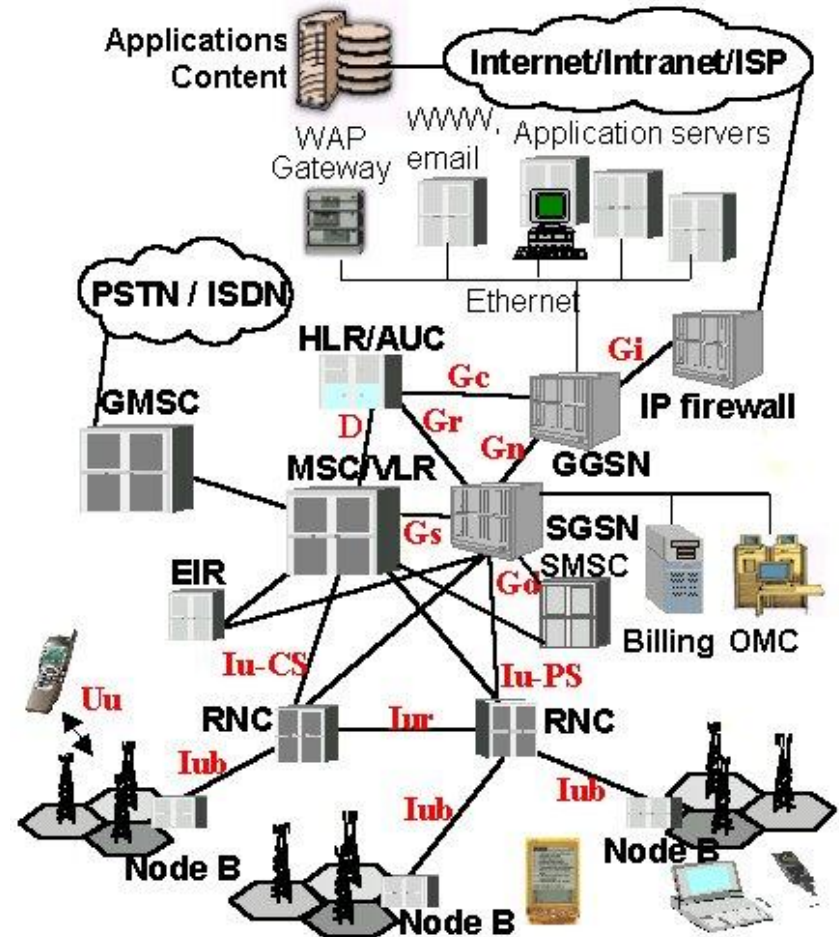 Applications
Content
Internet/Intranet/ISP
WAP
Gateway
WWW,
email
Application servers
Ethernet
PSTN / ISDN
HLR/AUC
Gc
Gi
IP firewall
GMSC
D
Gr
Gn
GGSN
MSC/VLR
Gs
SGSN
EIR
Gd
SMSC
Billing
OMC
Iu-CS
Iu-PS
Uu
RNC
Iur
RNC
Iub
Iub
Iub
Node B
Node B
Node B